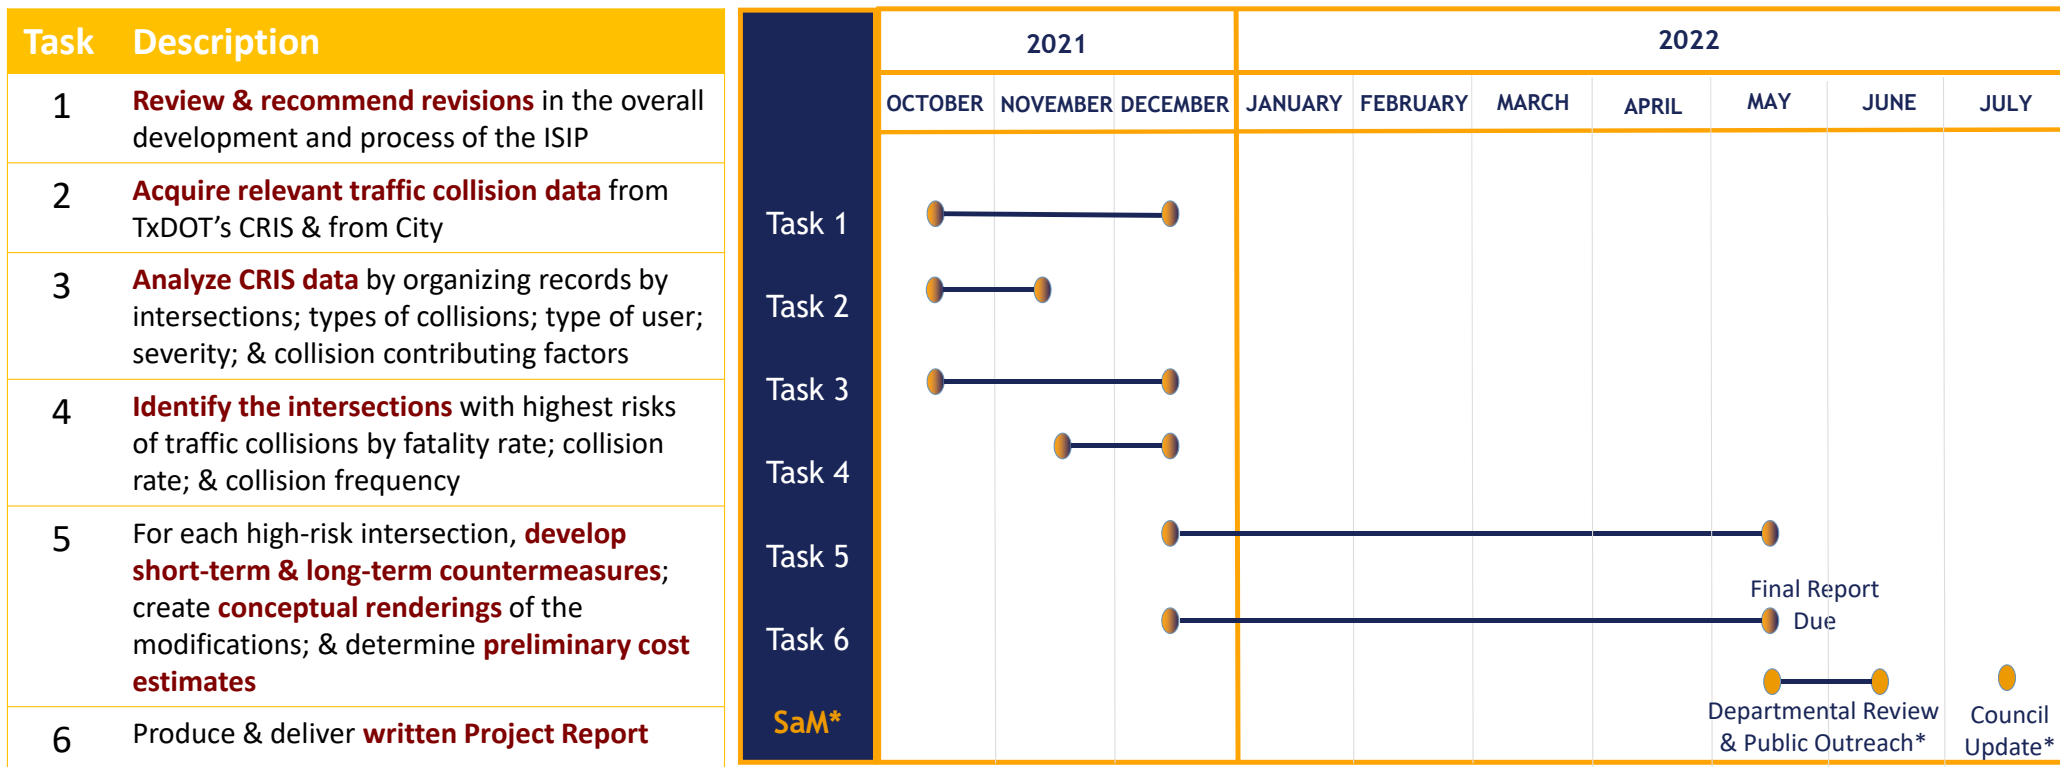 Task Description
1 Review & recommend revisions in the overall
development and process of the ISIP
2 Acquire relevant traffic collision data from
TxDOT’s CRIS & from City
3 Analyze CRIS data by organizing records by
intersections; types of collisions; type of user;
severity; & collision contributing factors
4 Identify the intersections with highest risks
of traffic collisions by fatality rate; collision
rate; & collision frequency
5 For each high-risk intersection, develop
short-term & long-term countermeasures;
create conceptual renderings of the
modifications; & determine preliminary cost
estimates
6 Produce & deliver written Project Report
2021 2022
OCTOBER NOVEMBER DECEMBER JANUARY FEBRUARY MARCH APRIL MAY JUNE JULY
Task 1
Task 2
Task 3
Task 4
Task 5
Final Report
Due
Task 6
SaM*
Departmental Review
& Public Outreach*
Council
Update*